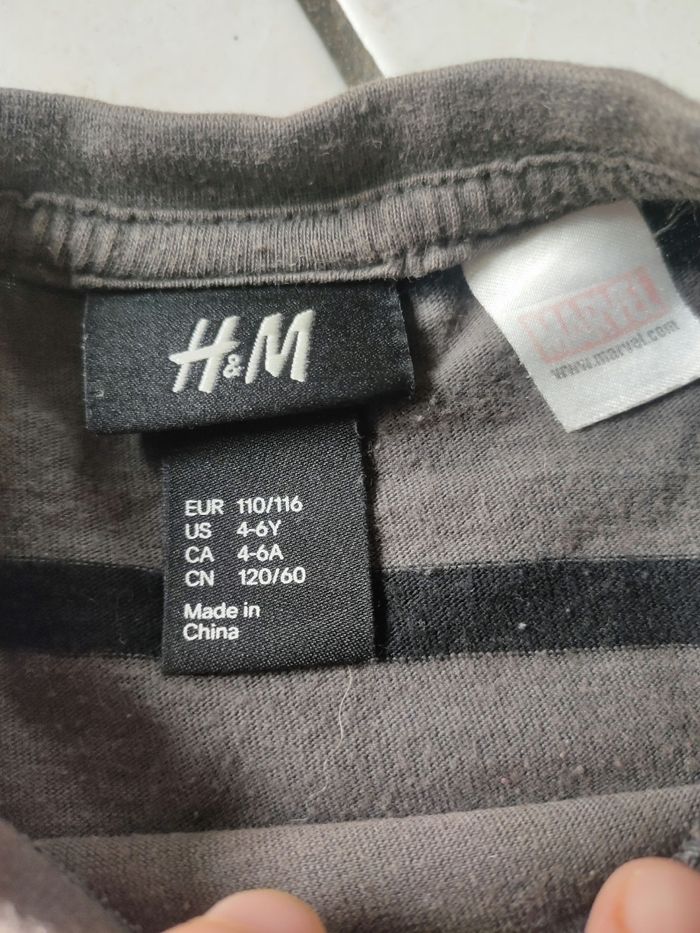 H&M
MARVEL
www.marvel.com
EUR 110/116
US 4-6Y
CA 4-6A
CN 120/60
Made in
China